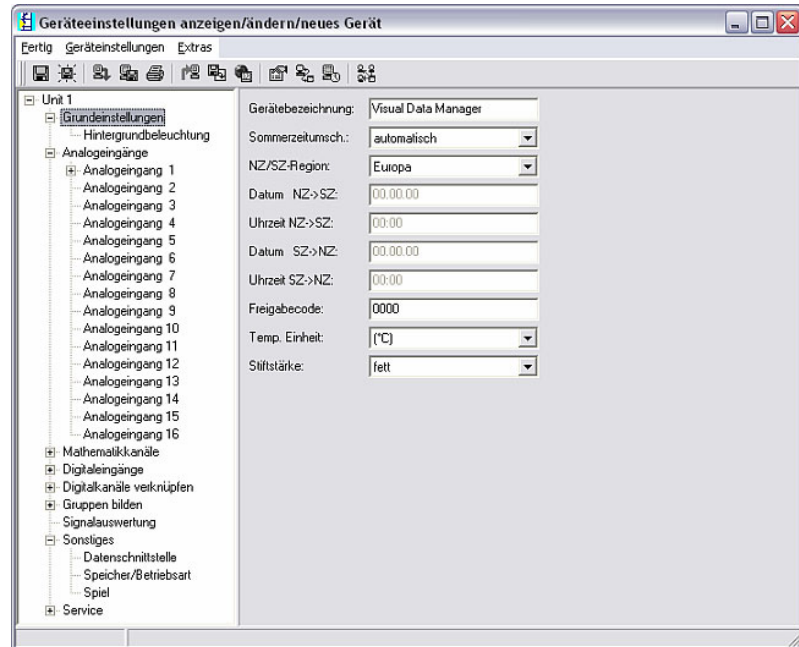 Geräteeinstellungen anzeigen/ändern/neues Gerät
Fertig Geräteinstellungen Extras
Unit 1
Grundeinstellungen
Hintergrundbeleuchtung
Analogeingänge
Analogeingang 1
Analogeingang 2
Analogeingang 3
Analogeingang 4
Analogeingang 5
Analogeingang 6
Analogeingang 7
Analogeingang 8
Analogeingang 9
Analogeingang 10
Analogeingang 11
Analogeingang 12
Analogeingang 13
Analogeingang 14
Analogeingang 15
Analogeingang 16
Mathematikkanäle
Digitaleingänge
Digitalkanäle verknüpfen
Gruppen bilden
Signalauswertung
Sonstiges
Datenschnittstelle
Speicher/Betriebsart
Spiel
Service
Gerätebezeichnung: Visual Data Manager
Sommerzeitumsch.: automatisch
NZ/SZ-Region: Europa
Datum NZ->SZ: 00.00.00
Uhrzeit NZ->SZ: 00:00
Datum SZ->NZ: 00.00.00
Uhrzeit SZ->NZ: 00:00
Freigabecode: 0000
Temp. Einheit: (°C)
Stiftstärke: fett